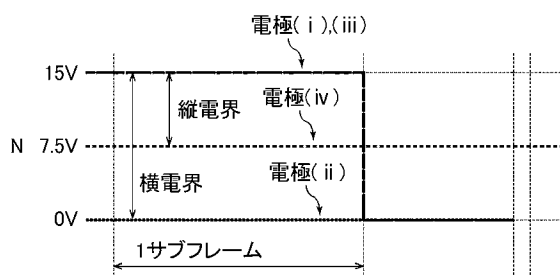 電極(ⅰ),(ⅲ)
15V
縦電界
電極(ⅳ)
N 7.5V
横電界
電極(ⅱ)
0V
1サブフレーム